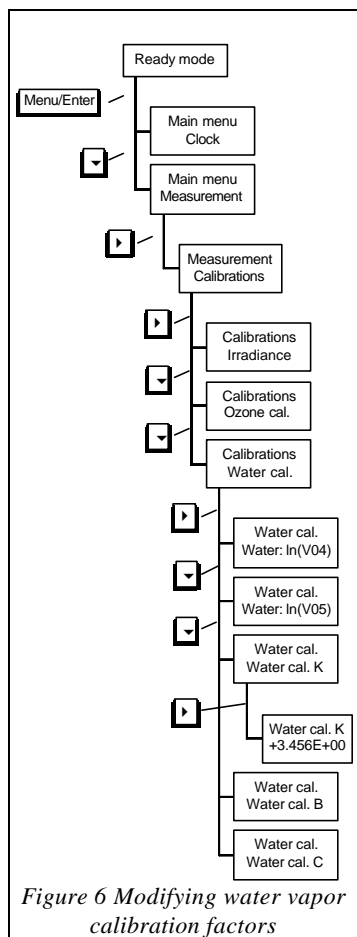 Ready mode
Menu/Enter
Main menu
Clock
Main menu
Measurement
Measurement
Calibrations
Calibrations
Irradiance
Calibrations
Ozone cal.
Calibrations
Water cal.
Water cal.
Water: ln(V04)
Water cal.
Water: ln(V05)
Water cal.
Water cal. K
Water cal. K
+3.456E+00
Water cal.
Water cal. B
Water cal.
Water cal. C
Figure 6 Modifying water vapor
calibration factors